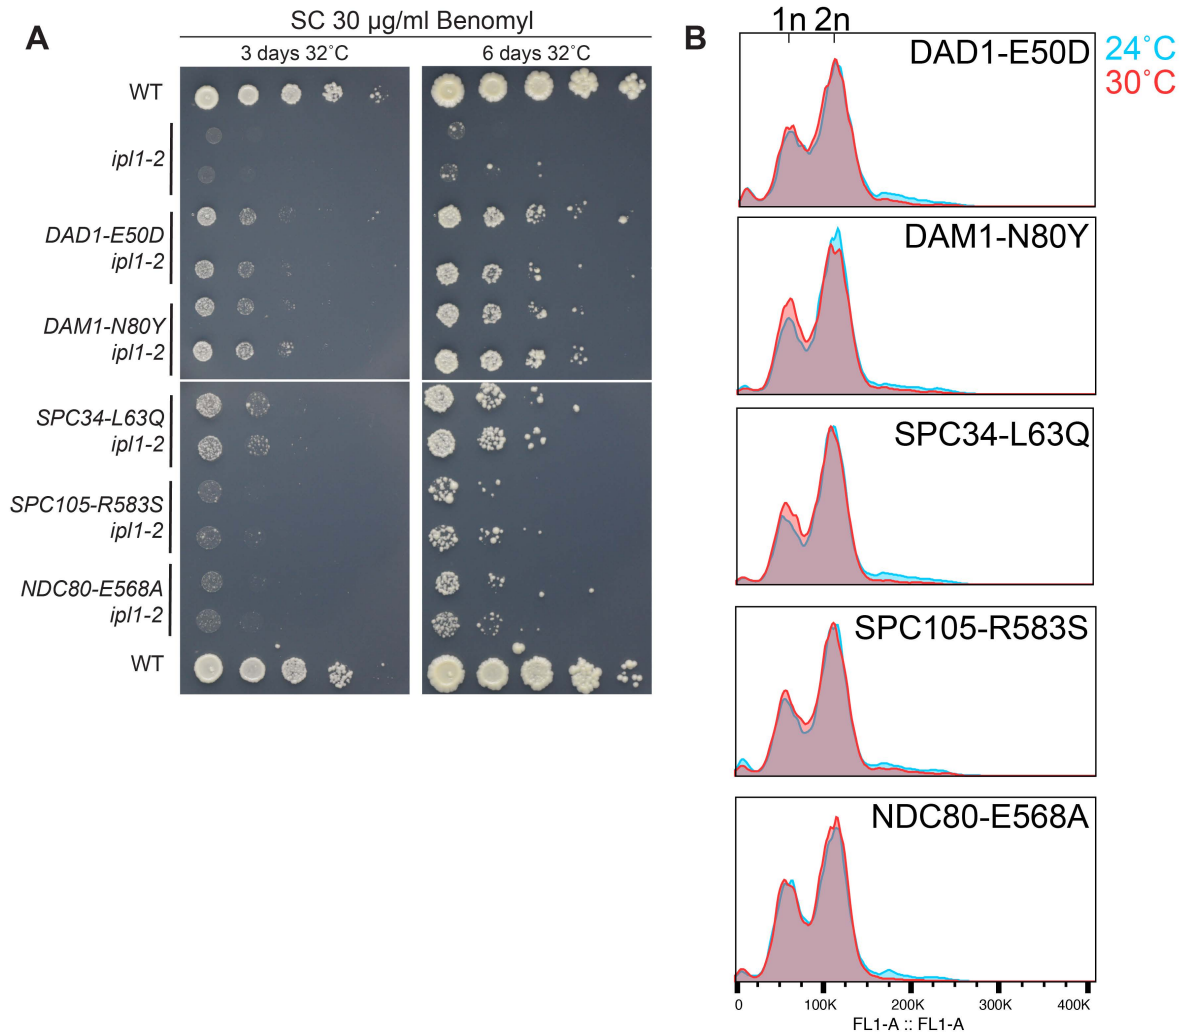 A
SC 30 µg/ml Benomyl
3 days 32˚C
6 days 32˚C
WT
ipl1-2
DAD1-E50D
ipl1-2
DAM1-N80Y
ipl1-2
SPC34-L63Q
ipl1-2
SPC105-R583S
ipl1-2
NDC80-E568A
ipl1-2
WT
B
1n 2n
24˚C
30˚C
DAD1-E50D
DAM1-N80Y
SPC34-L63Q
SPC105-R583S
NDC80-E568A
0 100K 200K 300K 400K
FL1-A :: FL1-A